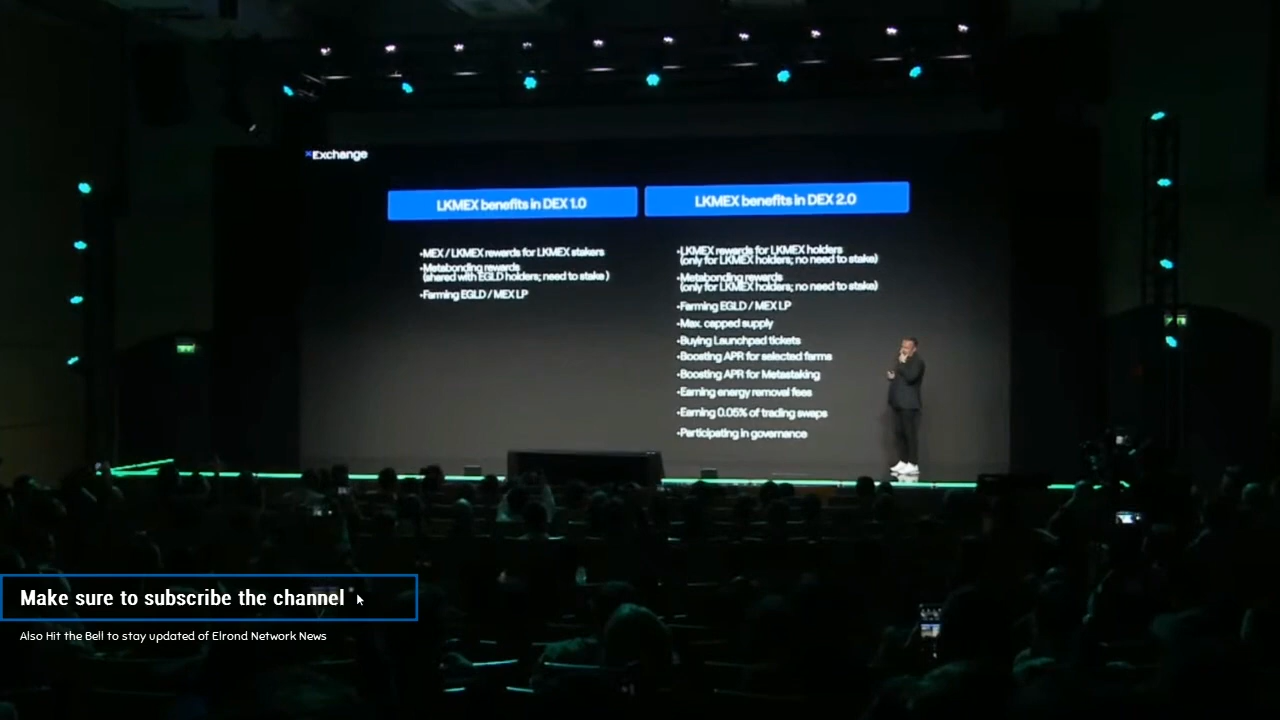 xExchange
LKMEX benefits in DEX 1.0
•MEX / LKMEX rewards for LKMEX stakers
•Metabonding rewards
(shared with EGLD holders; need to stake )
•Farming EGLD / MEX LP
LKMEX benefits in DEX 2.0
•LKMEX rewards for LKMEX holders
(only for LKMEX holders; no need to stake)
•Metabonding rewards
(only for LKMEX holders; no need to stake)
•Farming EGLD / MEX LP
•Max. capped supply
•Buying Launchpad tickets
•Boosting APR for selected farms
•Boosting APR for Metastaking
•Earning energy removal fees
•Earning 0.05% of trading swaps
•Participating in governance
Make sure to subscribe the channel
Also Hit the Bell to stay updated of Elrond Network News